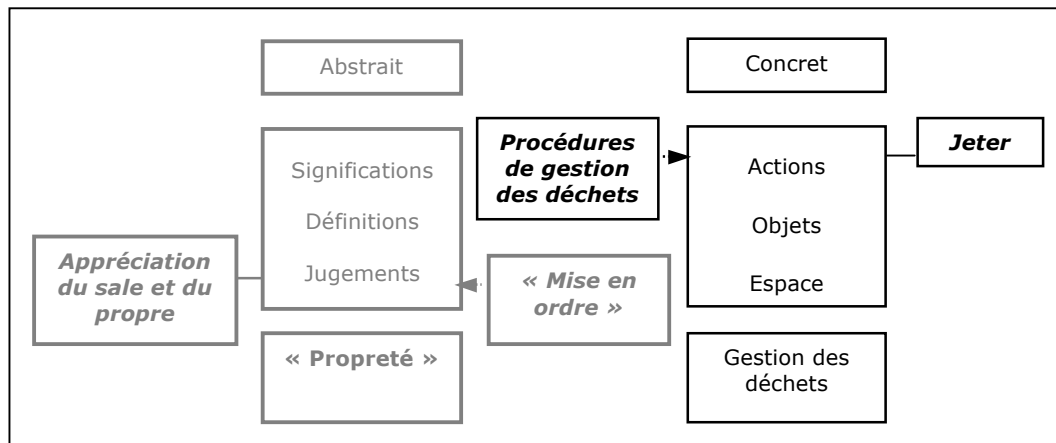 Abstrait
Concret
Procédures
de gestion
des déchets
Jeter
Significations
Définitions
Jugements
Actions
Objets
Espace
Appréciation
du sale et du
propre
« Mise en
ordre »
« Propreté »
Gestion des
déchets